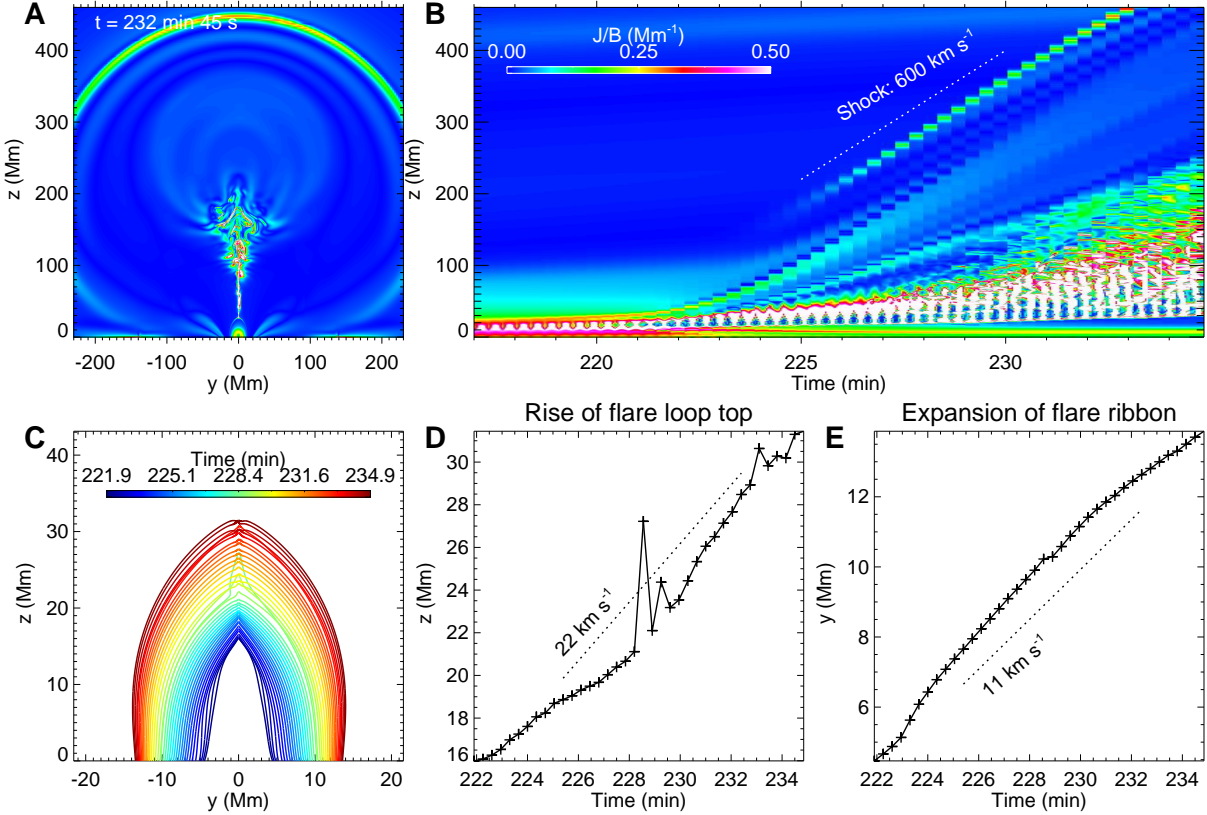 A
t = 232 min 45 s
400
300
200
100
0
z (Mm)
-200
-100
0
100
200
y (Mm)
B
J/B (Mm⁻¹)
0.00
0.25
0.50
Shock: 600 km s⁻¹
400
300
200
100
0
z (Mm)
220
225
230
Time (min)
C
Time (min)
221.9
225.1
228.4
231.6
234.9
40
30
20
10
0
z (Mm)
-20
-10
0
10
20
y (Mm)
D
Rise of flare loop top
22 km s⁻¹
30
28
26
24
22
20
18
16
z (Mm)
222
224
226
228
230
232
234
Time (min)
E
Expansion of flare ribbon
11 km s⁻¹
12
10
8
6
y (Mm)
222
224
226
228
230
232
234
Time (min)